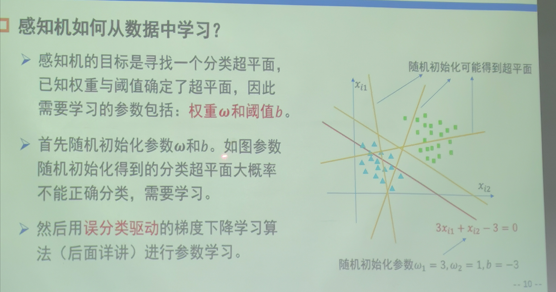 感知机如何从数据中学习？
感知机的目标是寻找一个分类超平面，
已知权重与阈值确定了超平面，因此
需要学习的参数包括：权重ω和阈值b。
首先随机初始化参数ω和b。如图参数
随机初始化得到的分类超平面大概率
不能正确分类，需要学习。
然后用误分类驱动的梯度下降学习算
法（后面详讲）进行参数学习。
随机初始化可能得到超平面
x_{i1}
x_{i2}
3x_{i1} + x_{i2} − 3 = 0
随机初始化参数ω₁ = 3, ω₂ = 1, b = −3
-- 10 --